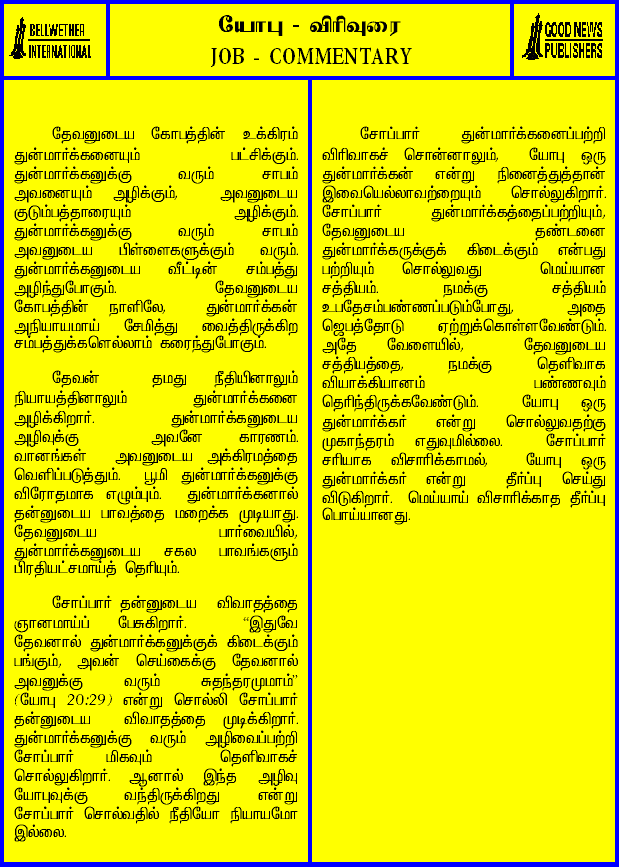 BELLWETHER
INTERNATIONAL
யோபு - விரிவுரை
JOB - COMMENTARY
GOOD NEWS
PUBLISHERS
தேவனுடைய கோபத்தின் உக்கிரம்
துன்மார்க்கனையும் பட்சிக்கும்.
துன்மார்க்கனுக்கு வரும் சாபம்
அவனையும் அழிக்கும், அவனுடைய
குடும்பத்தாரையும் அழிக்கும்.
துன்மார்க்கனுக்கு வரும் சாபம்
அவனுடைய பிள்ளைகளுக்கும் வரும்.
துன்மார்க்கனுடைய வீட்டின் சம்பத்து
அழிந்துபோகும். தேவனுடைய
கோபத்தின் நாளிலே, துன்மார்க்கன்
அநியாயமாய் சேமித்து வைத்திருக்கிற
சம்பத்துக்களெல்லாம் கரைந்துபோகும்.
தேவன் தமது நீதியினாலும்
நியாயத்தினாலும் துன்மார்க்கனை
அழிக்கிறார். துன்மார்க்கனுடைய
அழிவுக்கு அவனே காரணம்.
வானங்கள் அவனுடைய அக்கிரமத்தை
வெளிப்படுத்தும். பூமி துன்மார்க்கனுக்கு
விரோதமாக எழும்பும். துன்மார்க்கனால்
தன்னுடைய பாவத்தை மறைக்க முடியாது.
தேவனுடைய பார்வையில்,
துன்மார்க்கனுடைய சகல பாவங்களும்
பிரதியட்சமாய்த் தெரியும்.
சோப்பார் தன்னுடைய விவாதத்தை
ஞானமாய்ப் பேசுகிறார். “இதுவே
தேவனால் துன்மார்க்கனுக்குக் கிடைக்கும்
பங்கும், அவன் செய்கைக்கு தேவனால்
அவனுக்கு வரும் சுதந்தரமுமாம்”
(யோபு 20:29) என்று சொல்லி சோப்பார்
தன்னுடைய விவாதத்தை முடிக்கிறார்.
துன்மார்க்கனுக்கு வரும் அழிவைப்பற்றி
சோப்பார் மிகவும் தெளிவாகச்
சொல்லுகிறார். ஆனால் இந்த அழிவு
யோபுவுக்கு வந்திருக்கிறது என்று
சோப்பார் சொல்வதில் நீதியோ நியாயமோ
இல்லை.
சோப்பார் துன்மார்க்கனைப்பற்றி
விரிவாகச் சொன்னாலும், யோபு ஒரு
துன்மார்க்கன் என்று நினைத்துத்தான்
இவையெல்லாவற்றையும் சொல்லுகிறார்.
சோப்பார் துன்மார்க்கத்தைப்பற்றியும்,
தேவனுடைய தண்டனை
துன்மார்க்கருக்குக் கிடைக்கும் என்பது
பற்றியும் சொல்லுவது மெய்யான
சத்தியம். நமக்கு சத்தியம்
உபதேசம்பண்ணப்படும்போது, அதை
ஜெபத்தோடு ஏற்றுக்கொள்ளவேண்டும்.
அதே வேளையில், தேவனுடைய
சத்தியத்தை, நமக்கு தெளிவாக
வியாக்கியானம் பண்ணவும்
தெரிந்திருக்கவேண்டும். யோபு ஒரு
துன்மார்க்கர் என்று சொல்லுவதற்கு
முகாந்தரம் எதுவுமில்லை. சோப்பார்
சரியாக விசாரிக்காமல், யோபு ஒரு
துன்மார்க்கர் என்று தீர்ப்பு செய்து
விடுகிறார். மெய்யாய் விசாரிக்காத தீர்ப்பு
பொய்யானது.